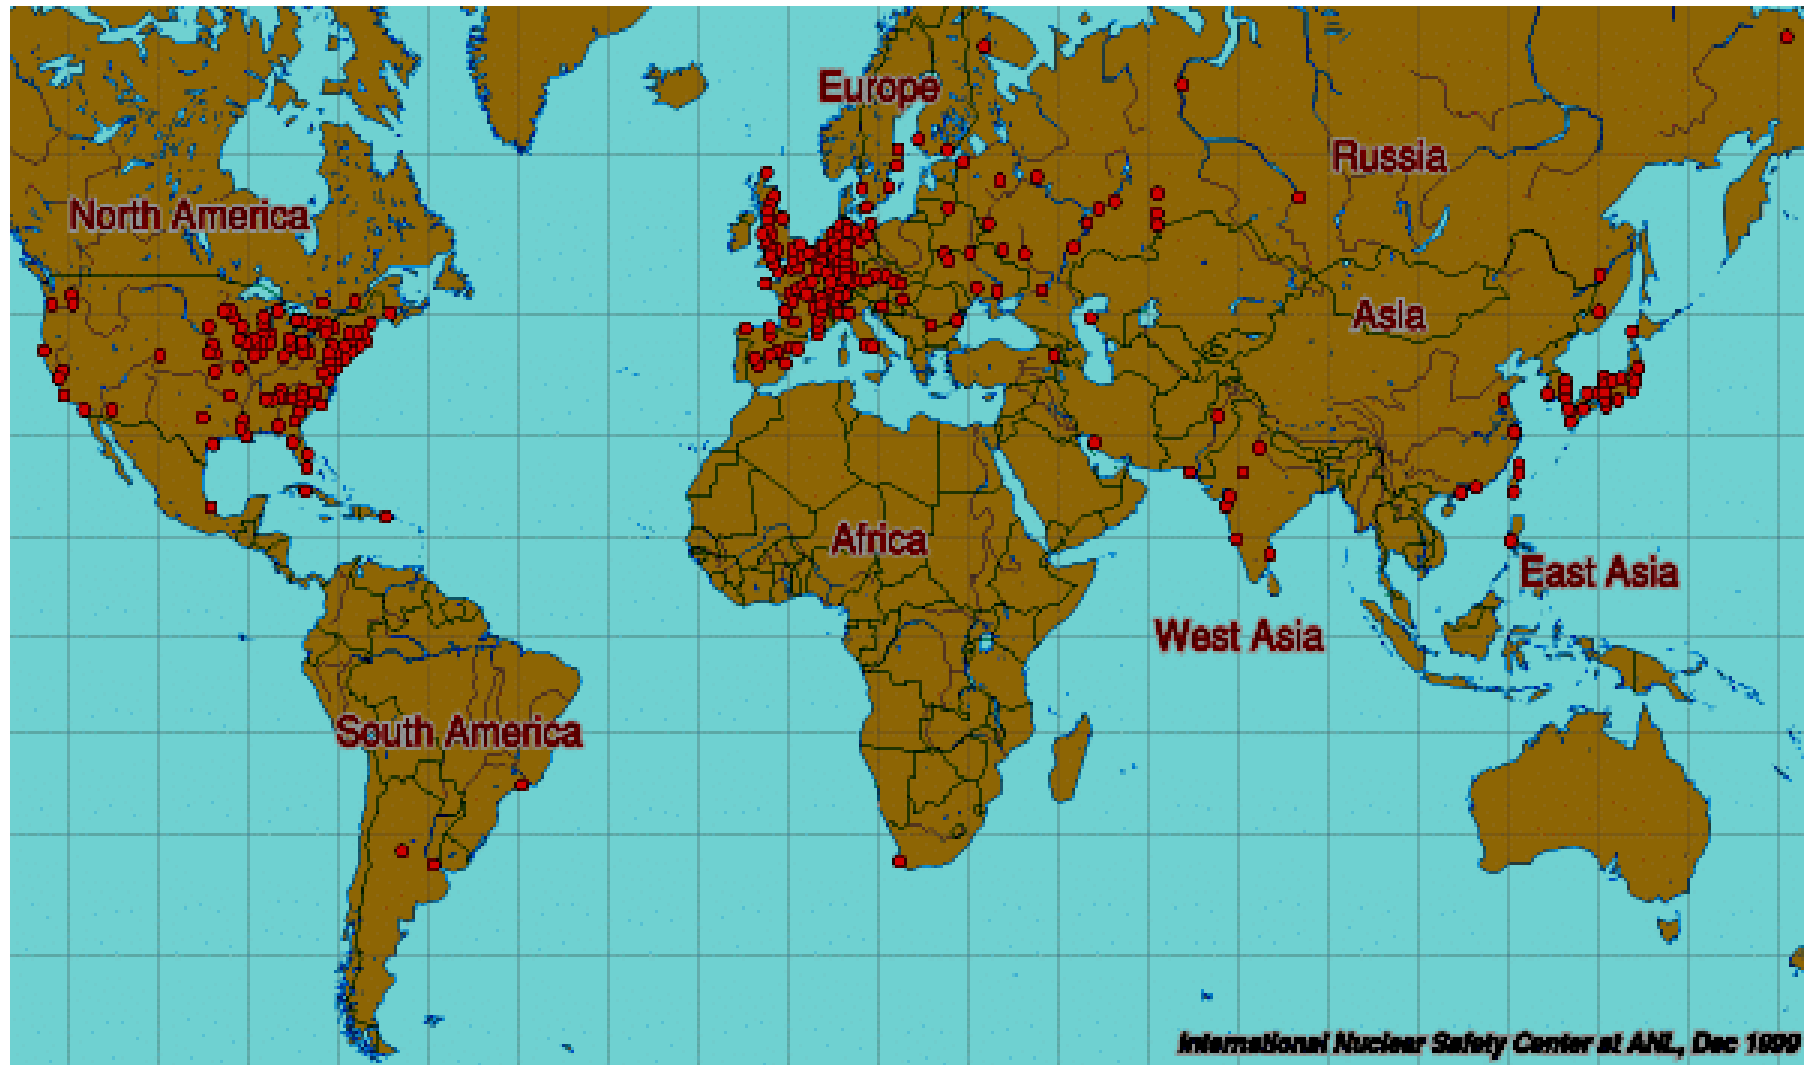 Europe
Russia
North America
Asia
Africa
East Asia
West Asia
South America
International Nuclear Safety Center at ANL, Dec 1999